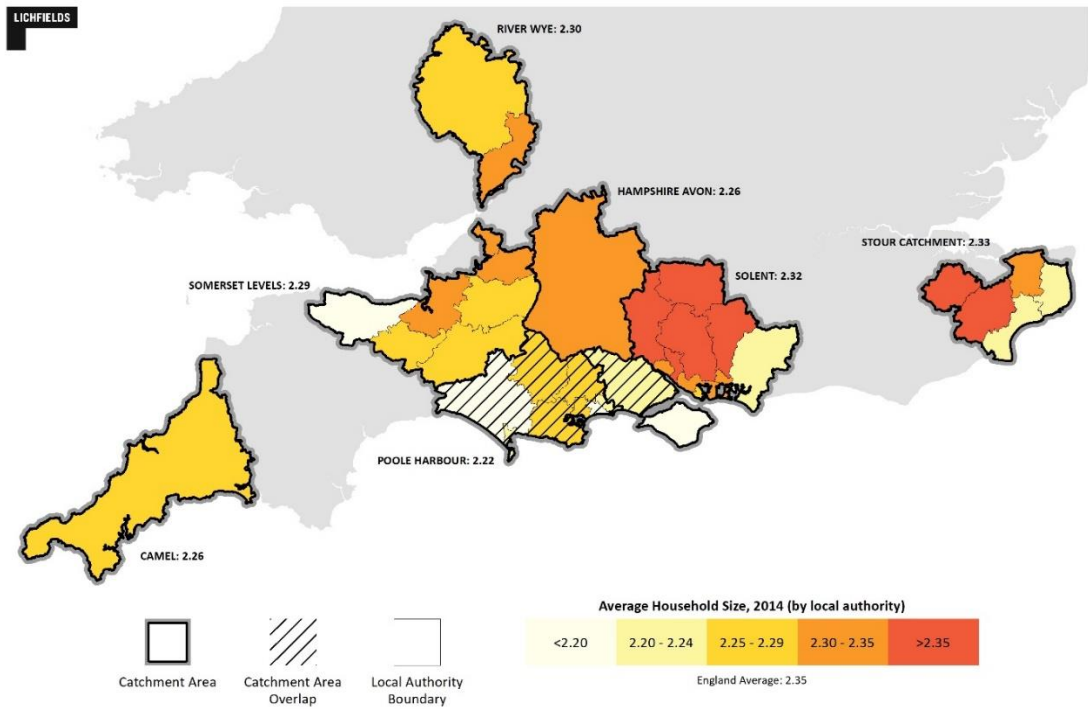 LICHFIELDS
RIVER WYE: 2.30
HAMPSHIRE AVON: 2.26
STOUR CATCHMENT: 2.33
SOLENT: 2.32
SOMERSET LEVELS: 2.29
POOLE HARBOUR: 2.22
CAMEL: 2.26
Catchment Area
Catchment Area
Overlap
Local Authority
Boundary
Average Household Size, 2014 (by local authority)
<2.20
2.20 - 2.24
2.25 - 2.29
2.30 - 2.35
>2.35
England Average: 2.35